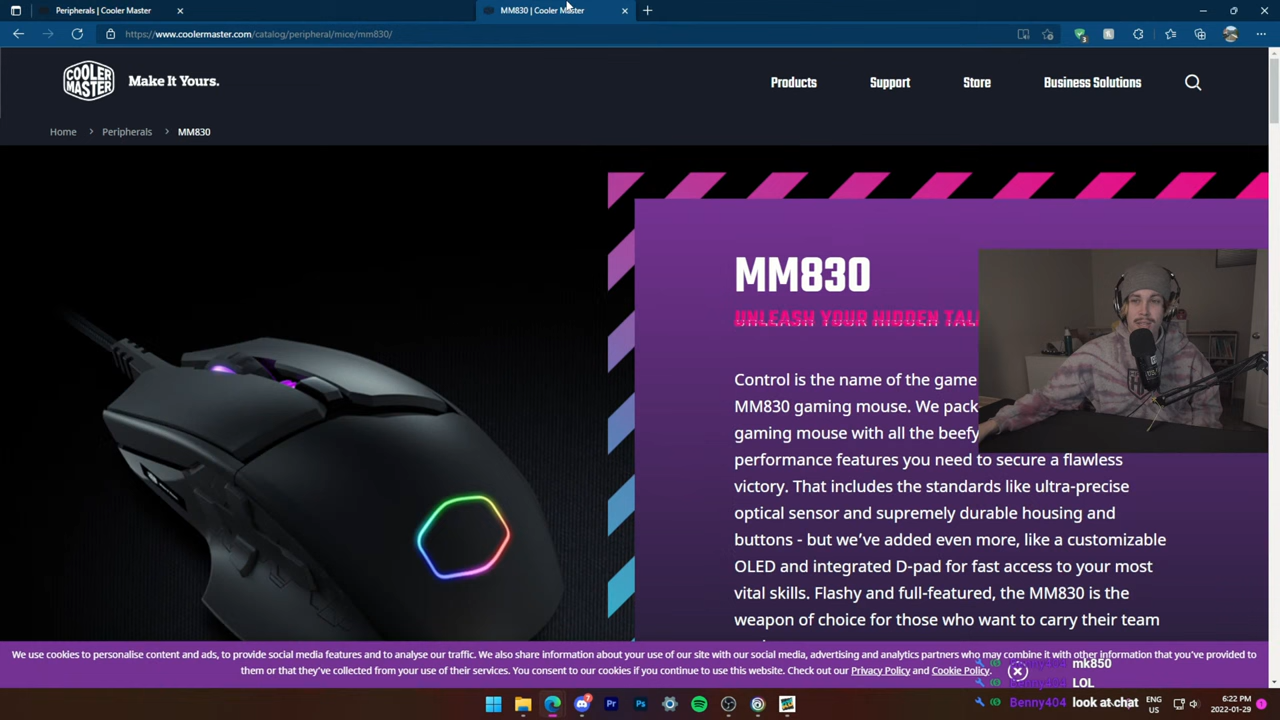 Peripherals | Cooler Master
MM830 | Cooler Master
https://www.coolermaster.com/catalog/peripheral/mice/mm830/
COOLER MASTER
Make It Yours.
Products
Support
Store
Business Solutions
Home > Peripherals > MM830
MM830
UNLEASH YOUR HIDDEN
Control is the name of the game
MM830 gaming mouse. We pack
gaming mouse with all the beefy
performance features you need to secure a flawless
victory. That includes the standards like ultra-precise
optical sensor and supremely durable housing and
buttons - but we've added even more, like a customizable
OLED and integrated D-pad for fast access to your most
vital skills. Flashy and full-featured, the MM830 is the
weapon of choice for those who want to carry their team
We use cookies to personalise content and ads, to provide social media features and to analyse our traffic. We also share information about your use of our site with our social media, advertising and analytics partners who may combine it with other information that you've provided to
them or that they've collected from your use of their services. You consent to our cookies if you continue to use this website. Check out our Privacy Policy and Cookie Policy.
mk850
LOL
Benny404 look at chat
ENG
US
6:22 PM
2022-01-29